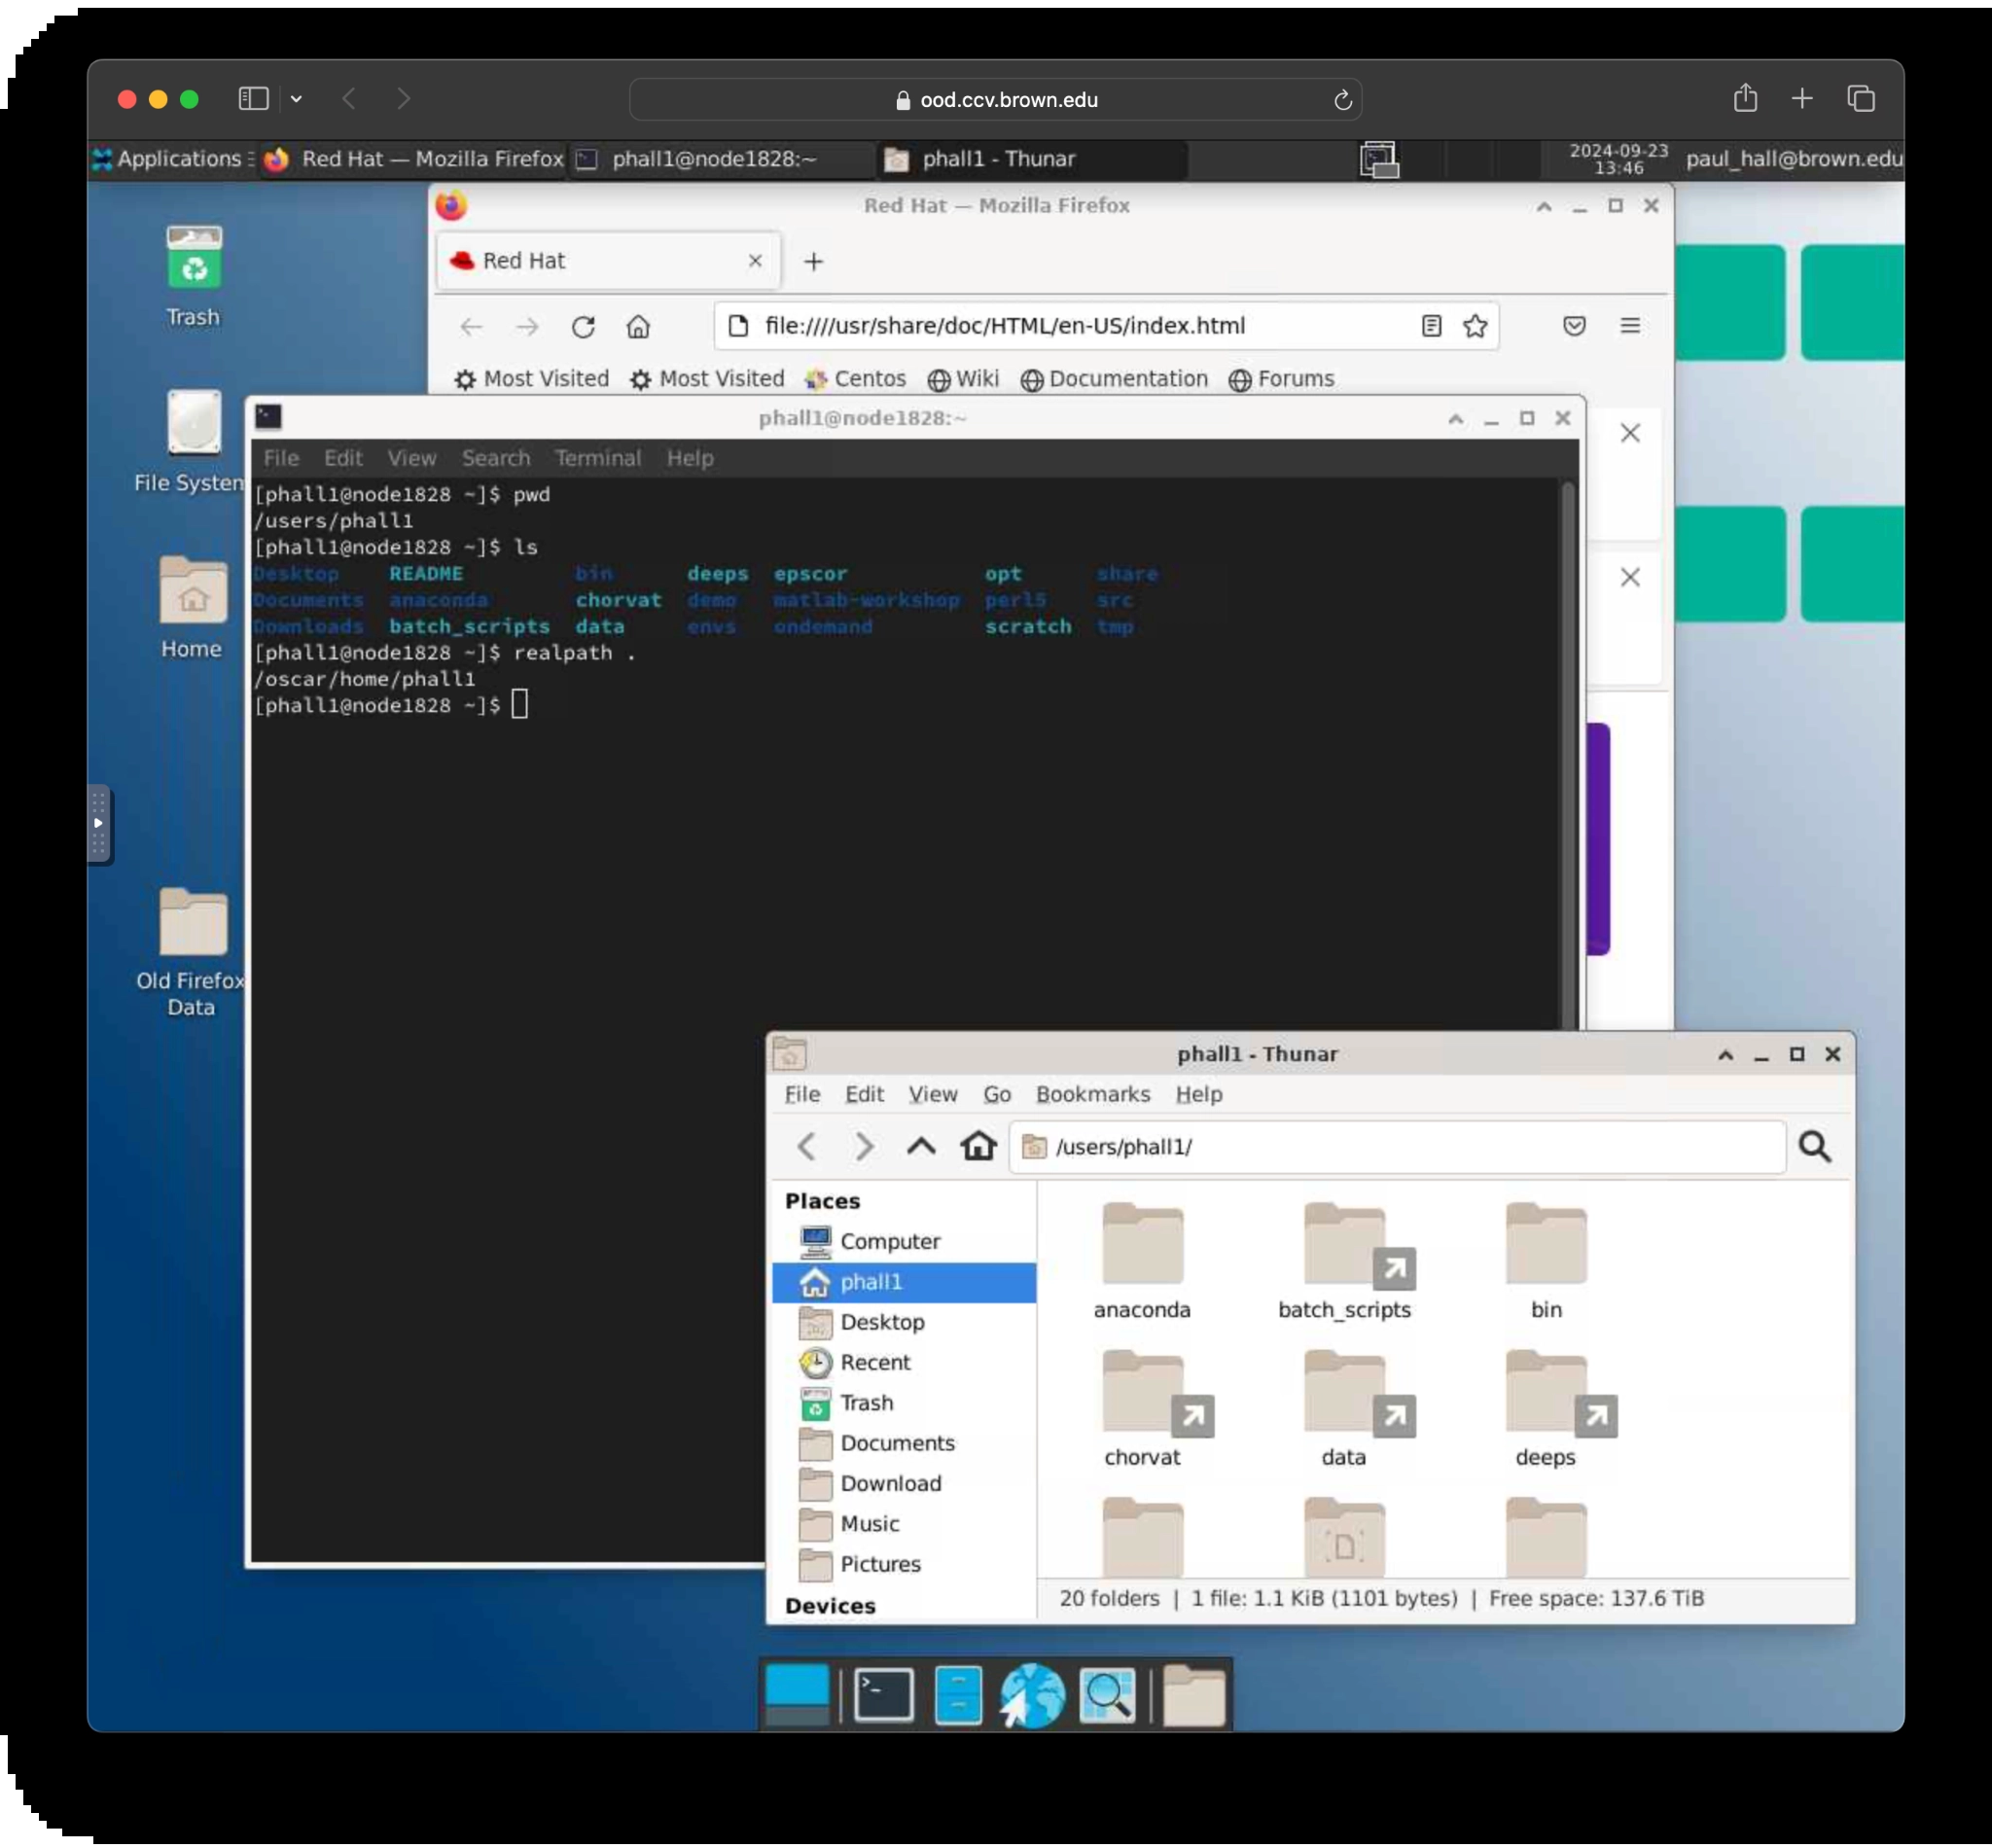 ood.ccv.brown.edu
Applications Red Hat — Mozilla Firefox phall1@node1828:~ phall1 - Thunar 2024-09-23 13:46 paul_hall@brown.edu
Red Hat — Mozilla Firefox
Red Hat
file:////usr/share/doc/HTML/en-US/index.html
Most Visited Most Visited Centos Wiki Documentation Forums
Trash
File System
Home
Old Firefox
Data
phall1@node1828:~
File Edit View Search Terminal Help
[phall1@node1828 ~]$ pwd
/users/phall1
[phall1@node1828 ~]$ ls
Desktop README bin deeps epscor opt share
Documents anaconda chorvat demo matlab-workshop perl5 src
Downloads batch_scripts data envs ondemand scratch tmp
[phall1@node1828 ~]$ realpath .
/oscar/home/phall1
[phall1@node1828 ~]$
phall1 - Thunar
File Edit View Go Bookmarks Help
/users/phall1/
Places
Computer
phall1
Desktop
Recent
Trash
Documents
Download
Music
Pictures
Devices
anaconda batch_scripts bin
chorvat data deeps
20 folders | 1 file: 1.1 KiB (1101 bytes) | Free space: 137.6 TiB